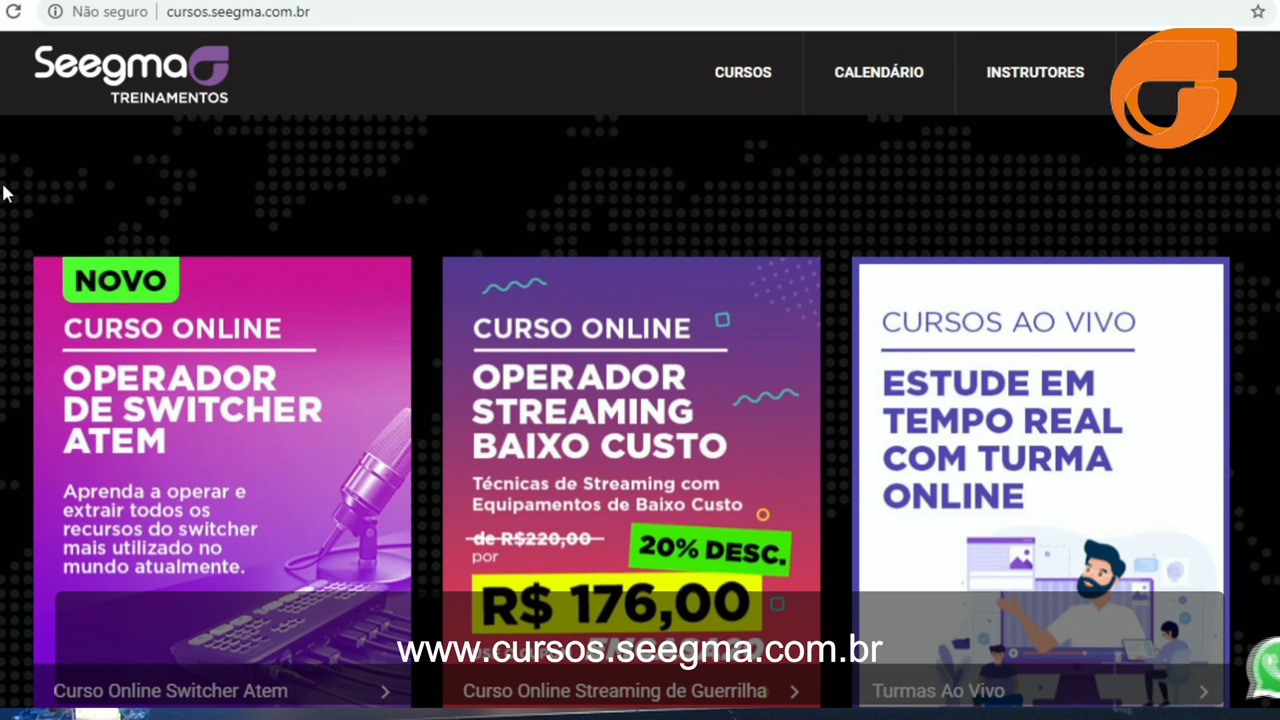 Não seguro
cursos.seegma.com.br
Seegma
TREINAMENTOS
CURSOS
CALENDÁRIO
INSTRUTORES
NOVO
CURSO ONLINE
OPERADOR
DE SWITCHER
ATEM
Aprenda a operar e
extrair todos os
recursos do switcher
mais utilizado no
mundo atualmente.
Curso Online Switcher Atem
CURSO ONLINE
OPERADOR
STREAMING
BAIXO CUSTO
Técnicas de Streaming com
Equipamentos de Baixo Custo
de R$220,00
por
20% DESC.
R$ 176,00
Curso Online Streaming de Guerrilha
CURSOS AO VIVO
ESTUDE EM
TEMPO REAL
COM TURMA
ONLINE
Turmas Ao Vivo
www.cursos.seegma.com.br